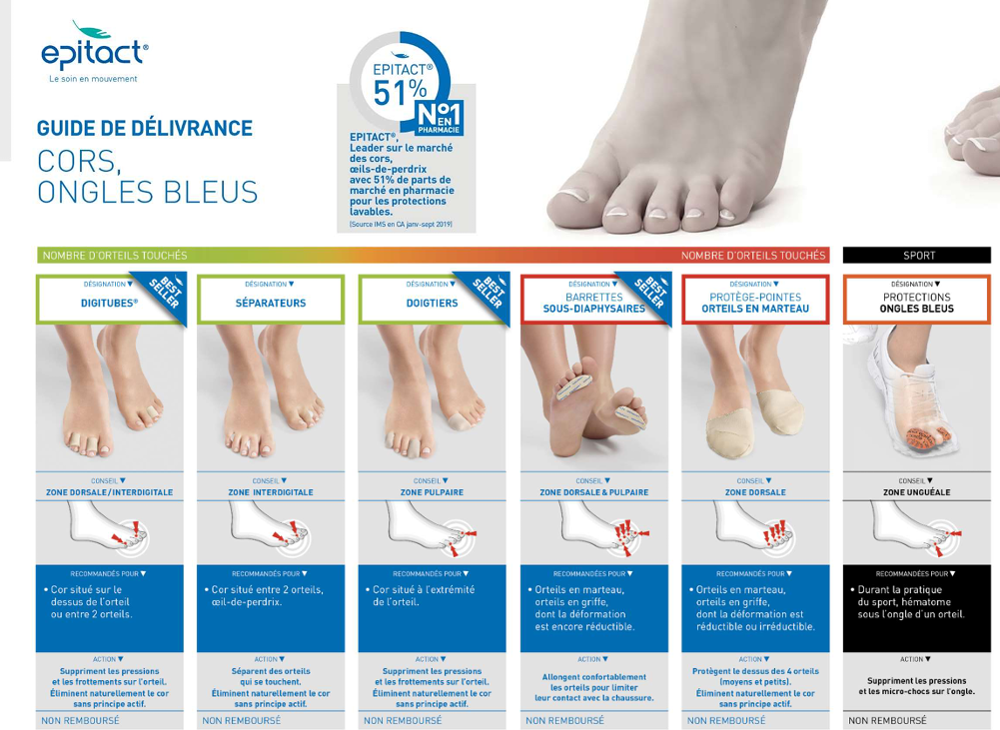 epitact®
Le soin en mouvement
GUIDE DE DÉLIVRANCE
CORS,
ONGLES BLEUS
EPITACT®
51%
N°1
EN
PHARMACIE
EPITACT®,
Leader sur le marché
des cors,
œils-de-perdrix
avec 51% de parts de
marché en pharmacie
pour les protections
lavables.
(Source IMS en CA janv-sept 2019)
NOMBRE D'ORTEILS TOUCHÉS
NOMBRE D'ORTEILS TOUCHÉS
SPORT
DÉSIGNATION ▼
DIGITUBES®
BEST
SELLER
CONSEIL ▼
ZONE DORSALE/INTERDIGITALE
RECOMMANDÉS POUR ▼
• Cor situé sur le
dessus de l'orteil
ou entre 2 orteils.
ACTION ▼
Suppriment les pressions
et les frottements sur l'orteil.
Éliminent naturellement le cor
sans principe actif.
NON REMBOURSÉ
DÉSIGNATION ▼
SÉPARATEURS
CONSEIL ▼
ZONE INTERDIGITALE
RECOMMANDÉS POUR ▼
• Cor situé entre 2 orteils,
œil-de-perdrix.
ACTION ▼
Séparent des orteils
qui se touchent.
Éliminent naturellement le cor
sans principe actif.
NON REMBOURSÉ
DÉSIGNATION ▼
DOIGTIERS
BEST
SELLER
CONSEIL ▼
ZONE PULPAIRE
RECOMMANDÉS POUR ▼
• Cor situé à l'extrémité
de l'orteil.
ACTION ▼
Suppriment les pressions
et les frottements sur l'orteil.
Éliminent naturellement le cor
sans principe actif.
NON REMBOURSÉ
DÉSIGNATION ▼
BARRETTES
SOUS-DIAPHYSAIRES
BEST
SELLER
CONSEIL ▼
ZONE DORSALE & PULPAIRE
RECOMMANDÉES POUR ▼
• Orteils en marteau,
orteils en griffe,
dont la déformation
est encore réductible.
ACTION ▼
Allongent confortablement
les orteils pour limiter
leur contact avec la chaussure.
NON REMBOURSÉ
DÉSIGNATION ▼
PROTÈGE-POINTES
ORTEILS EN MARTEAU
CONSEIL ▼
ZONE DORSALE
RECOMMANDÉS POUR ▼
• Orteils en marteau,
orteils en griffe,
dont la déformation est
réductible ou irréductible.
ACTION ▼
Protègent le dessus des 4 orteils
(moyens et petits).
Éliminent naturellement le cor
sans principe actif.
NON REMBOURSÉ
DÉSIGNATION ▼
PROTECTIONS
ONGLES BLEUS
CONSEIL ▼
ZONE UNGUÉALE
RECOMMANDÉES POUR ▼
• Durant la pratique
du sport, hématome
sous l'ongle d'un orteil.
ACTION ▼
Suppriment les pressions
et les micro-chocs sur l'ongle.
NON REMBOURSÉ